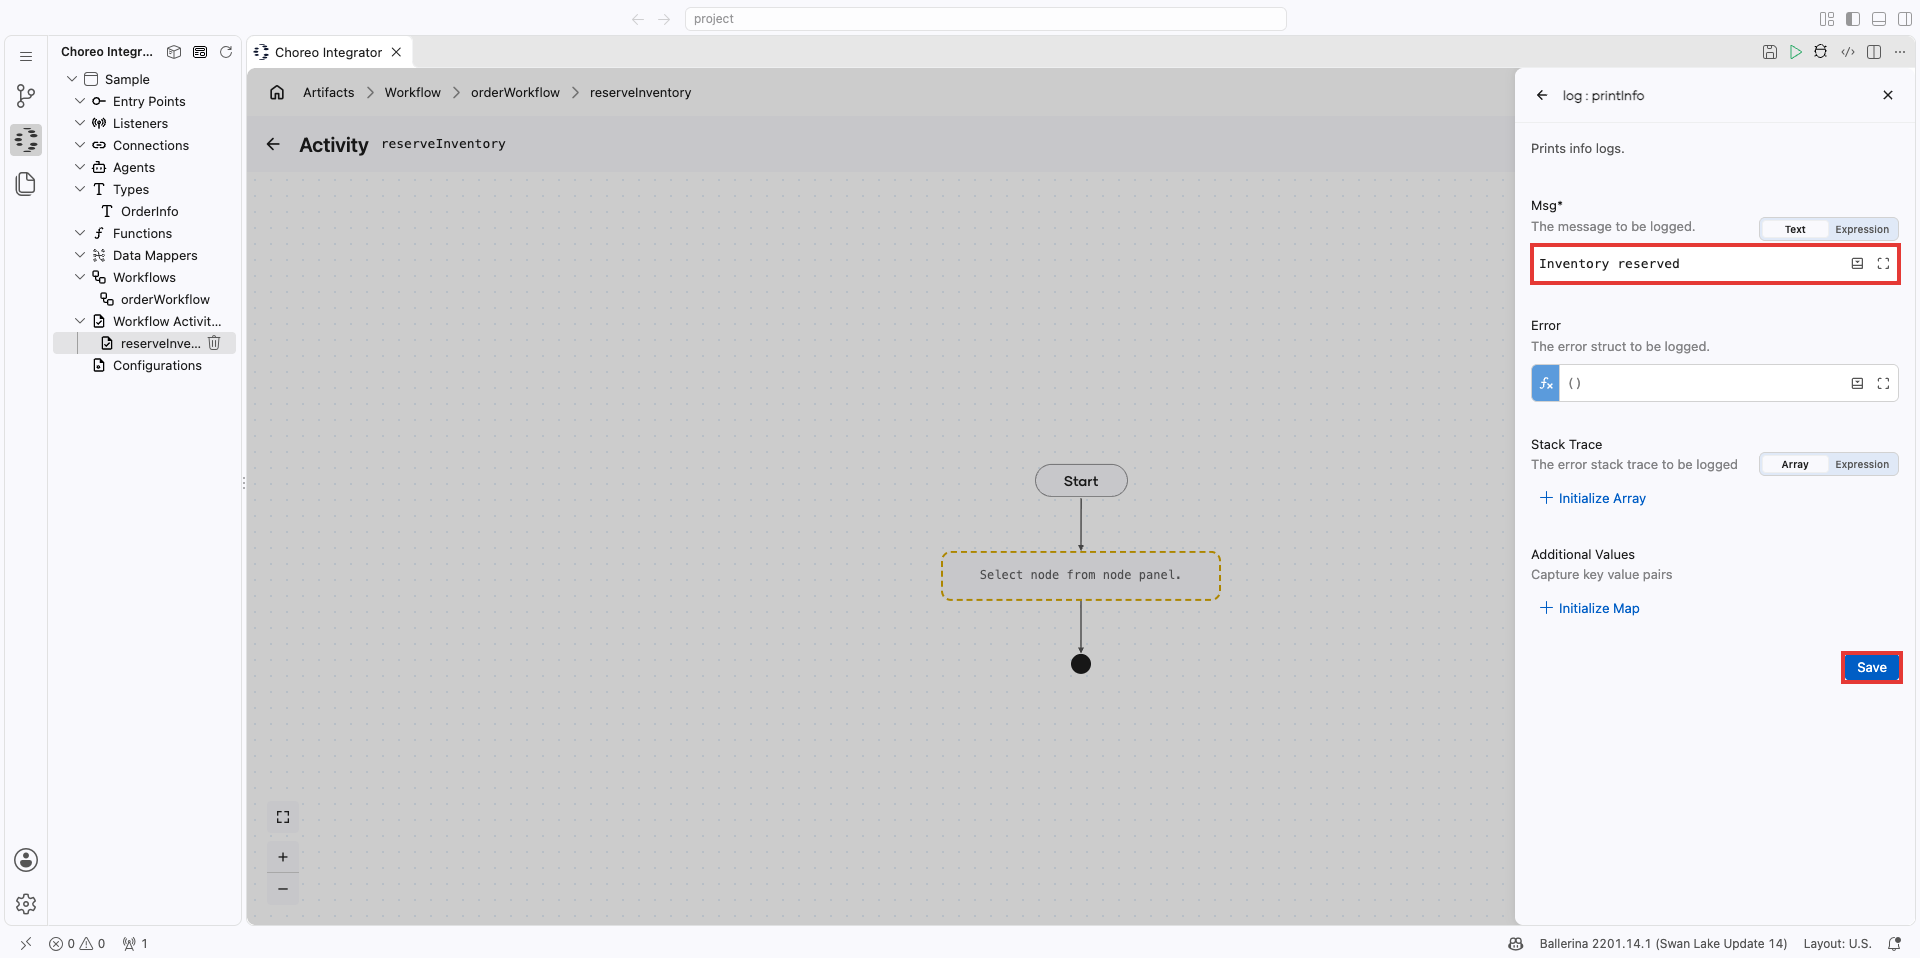 project
Choreo Integr...
Sample
Entry Points
Listeners
Connections
Agents
Types
OrderInfo
Functions
Data Mappers
Workflows
orderWorkflow
Workflow Activit...
reserveInve...
Configurations
Choreo Integrator
Artifacts
Workflow
orderWorkflow
reserveInventory
Activity reserveInventory
Start
Select node from node panel.
log : printInfo
Prints info logs.
Msg*
The message to be logged.
Text Expression
Inventory reserved
Error
The error struct to be logged.
fx ()
Stack Trace
The error stack trace to be logged
Array Expression
Initialize Array
Additional Values
Capture key value pairs
Initialize Map
Save
0 0 1
Ballerina 2201.14.1 (Swan Lake Update 14) Layout: U.S.